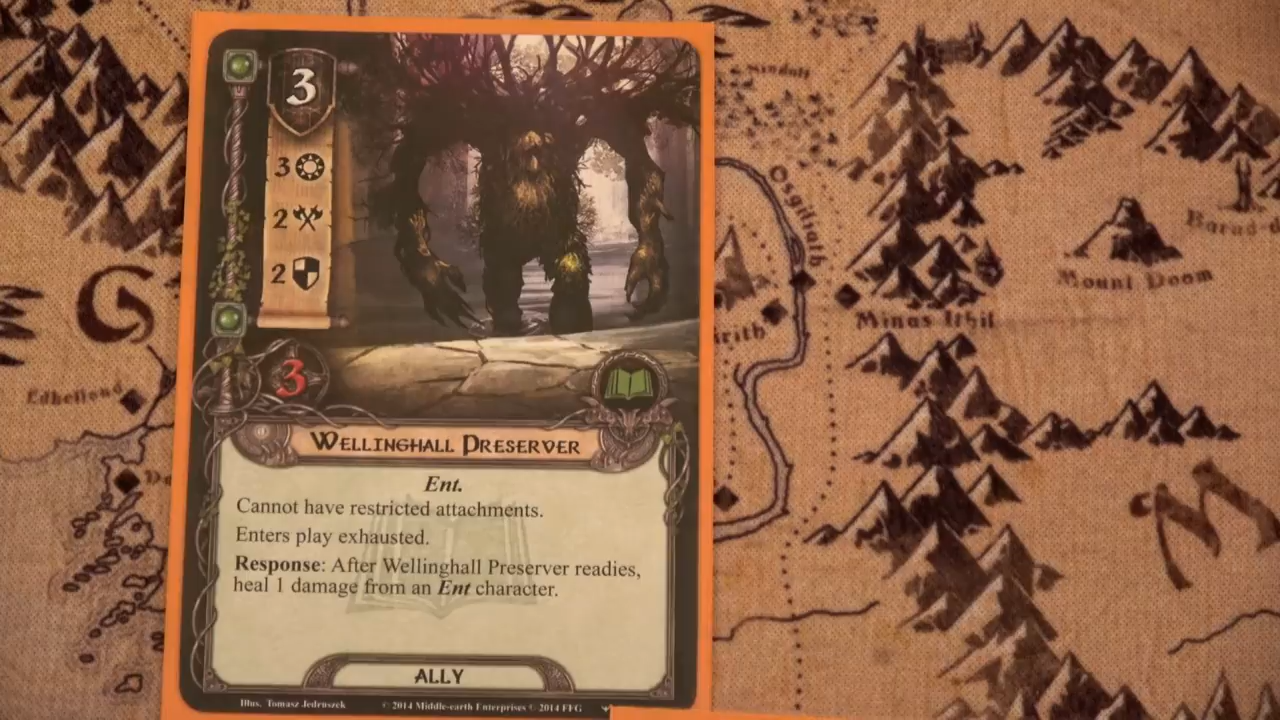 3
3
2
2
3
Wellinghall Preserver
Ent.
Cannot have restricted attachments.
Enters play exhausted.
Response: After Wellinghall Preserver readies,
heal 1 damage from an Ent character.
ALLY
Illus. Tomasz Jedruszek © 2014 Middle-earth Enterprises © 2014 FFG
Osgiliath
Mount Doom
Minas Ithil